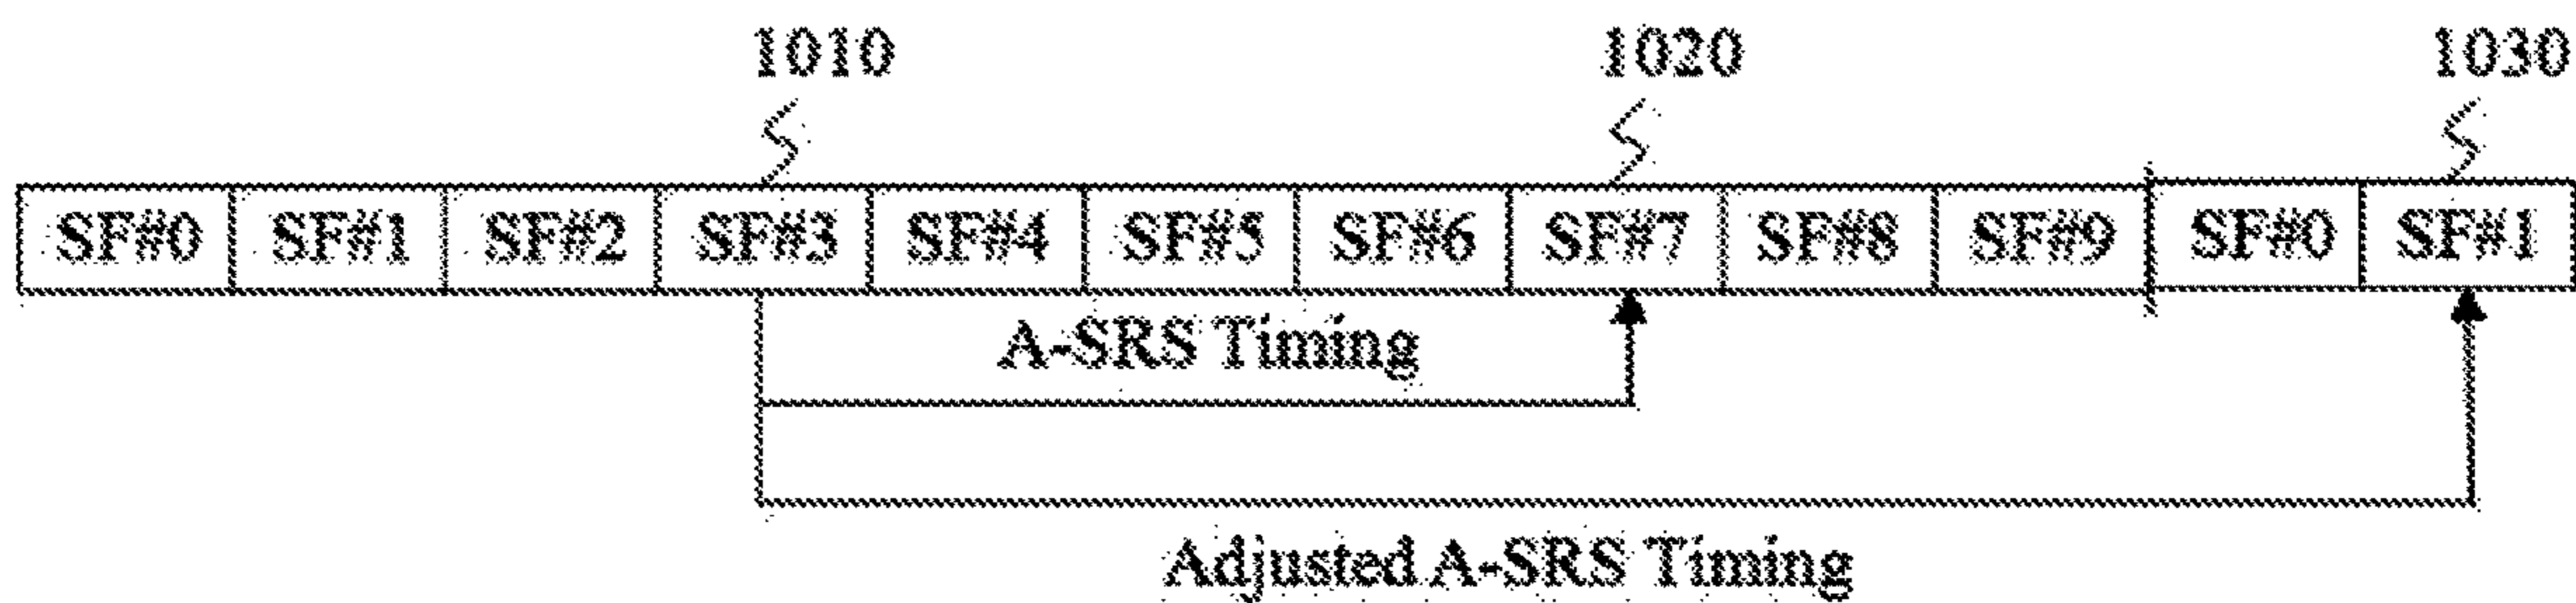 1010 1020 1030
SF#0 SF#1 SF#2 SF#3 SF#4 SF#5 SF#6 SF#7 SF#8 SF#9 SF#0 SF#1
A-SRS Timing
Adjusted A-SRS Timing